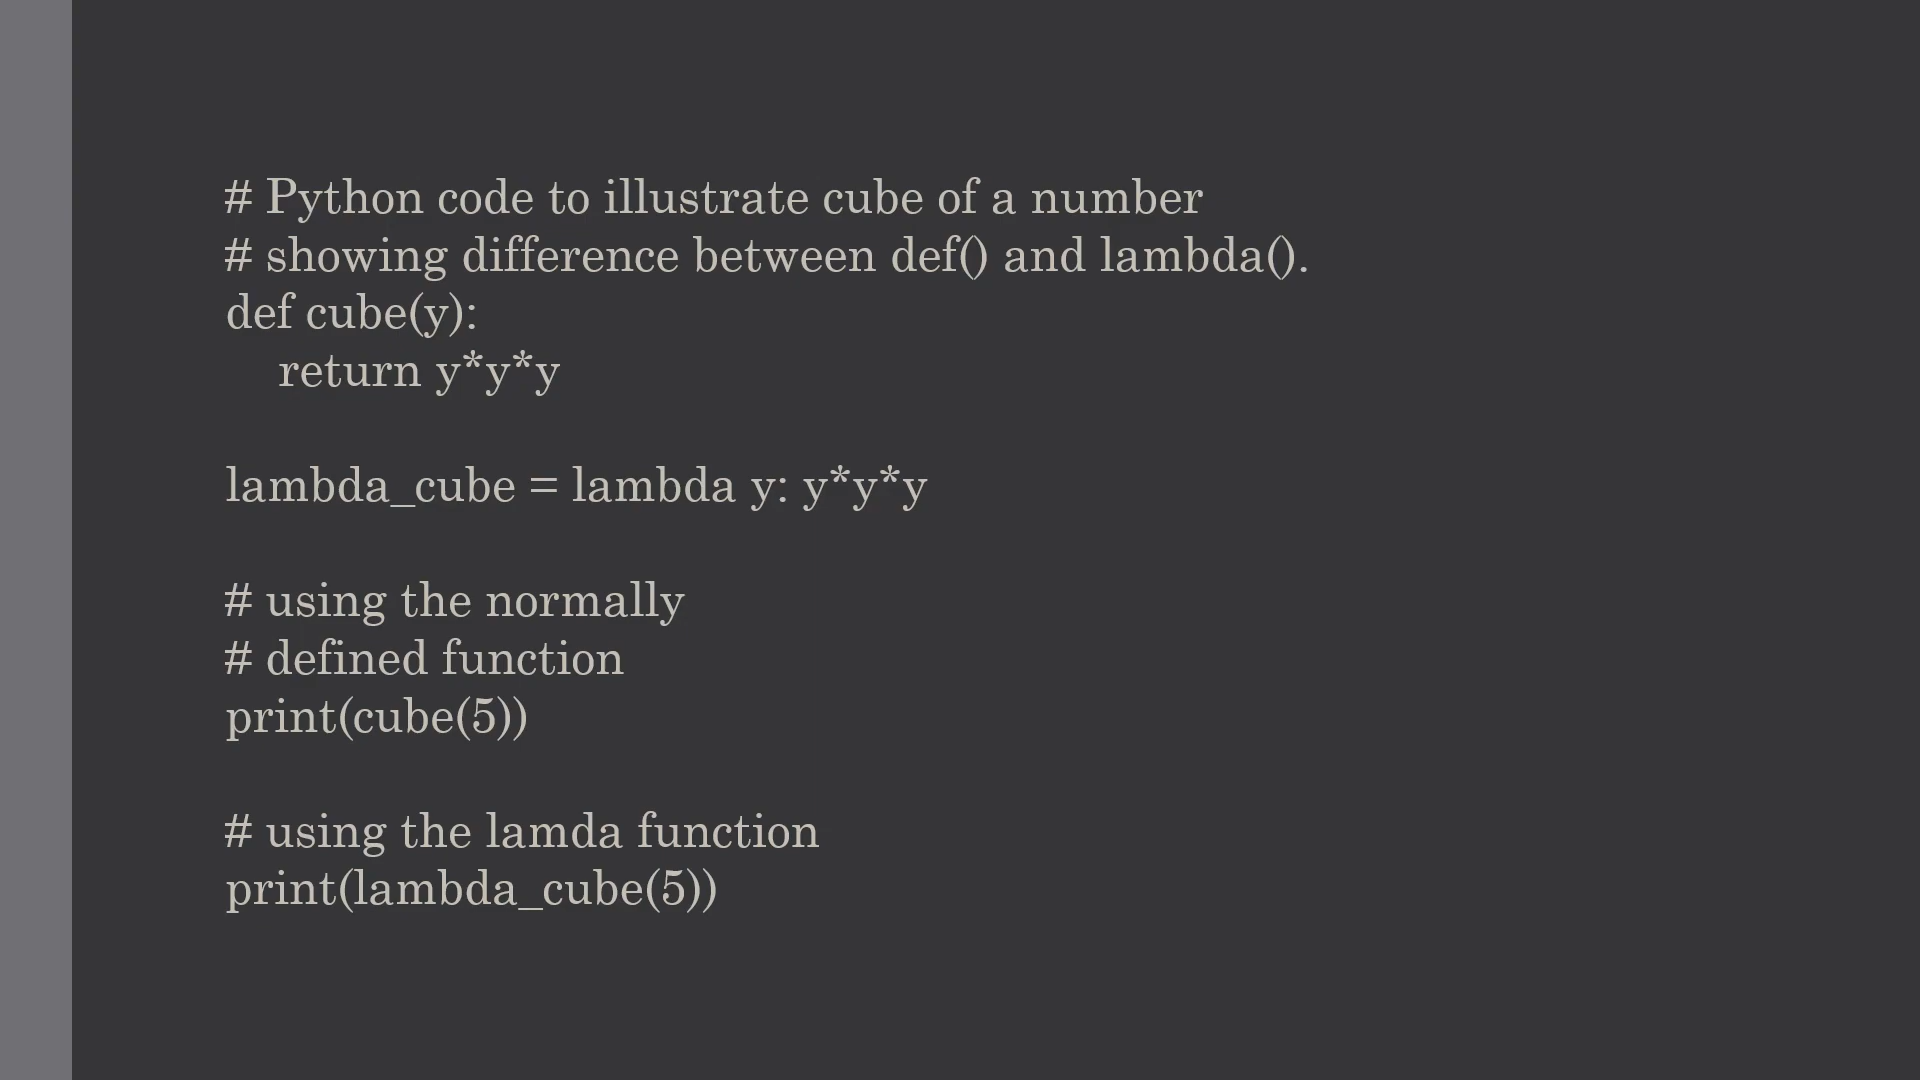 # Python code to illustrate cube of a number
# showing difference between def() and lambda().
def cube(y):
    return y*y*y
lambda_cube = lambda y: y*y*y
# using the normally
# defined function
print(cube(5))
# using the lamda function
print(lambda_cube(5))